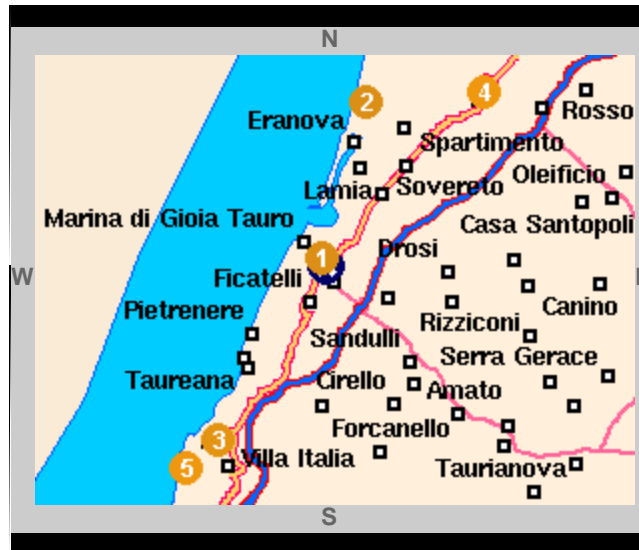 N
2
4
Rosso
Eranova
Spartimento
Oleificio
Lamia
Sovereto
Marina di Gioia Tauro
Casa Santopoli
1
Drosi
W
Ficatelli
Canino
Pietrenere
Rizziconi
Sandulli
Serra Gerace
Taureana
Cirello
Amato
Forcanello
3
Villa Italia
Taurianova
5
S